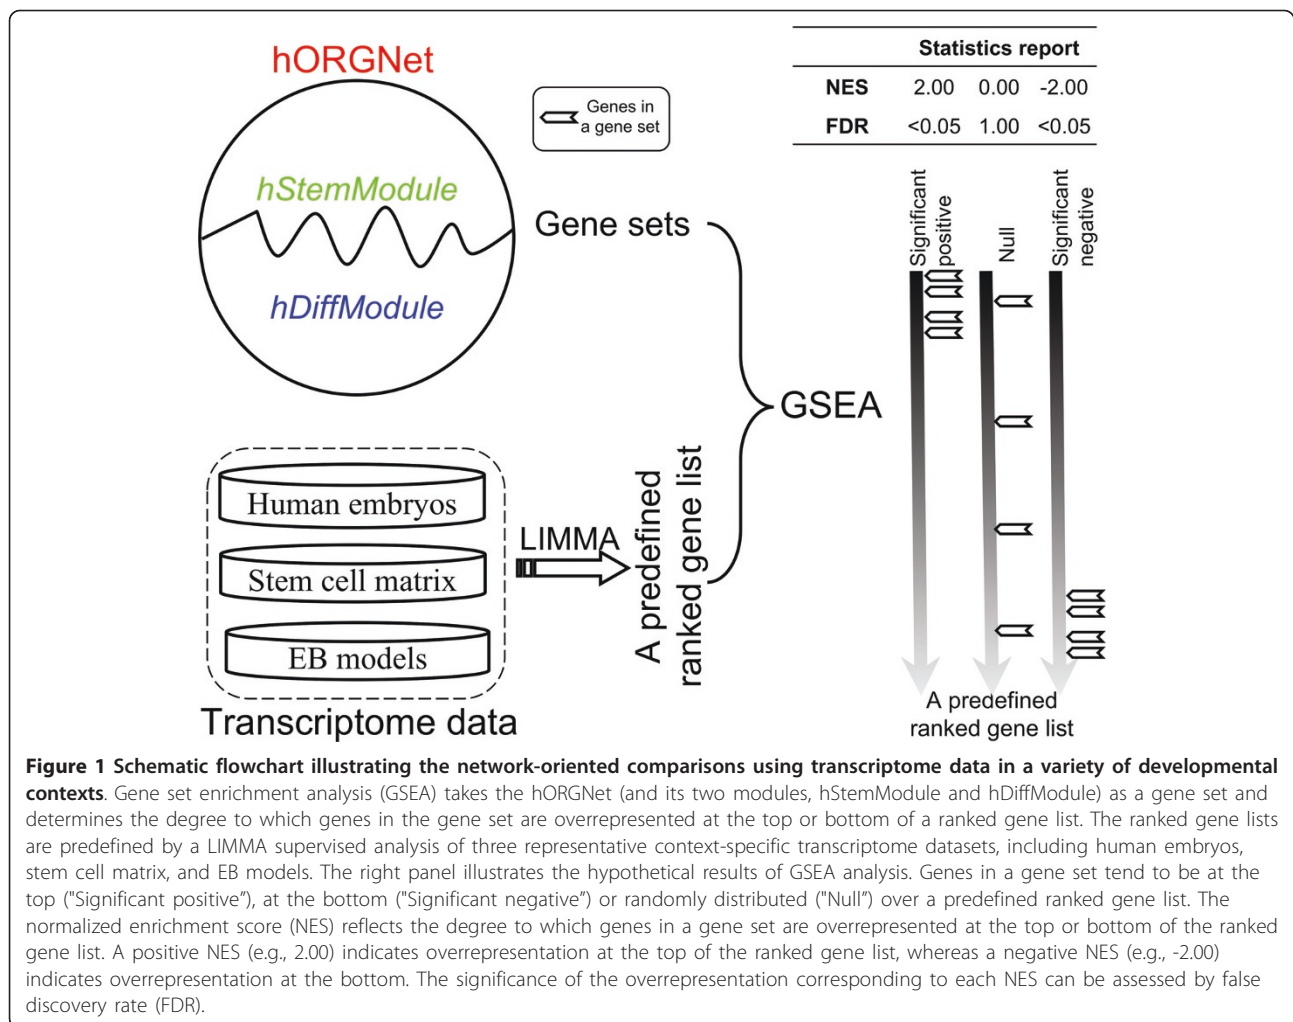 hORGNet
hStemModule
hDiffModule
Genes in
a gene set
Gene sets
Statistics report
NES 2.00 0.00 -2.00
FDR <0.05 1.00 <0.05
Significant
positive
Null
Significant
negative
GSEA
Human embryos
Stem cell matrix
EB models
Transcriptome data
LIMMA
A predefined
ranked gene list
A predefined
ranked gene list
Figure 1 Schematic flowchart illustrating the network-oriented comparisons using transcriptome data in a variety of developmental
contexts. Gene set enrichment analysis (GSEA) takes the hORGNet (and its two modules, hStemModule and hDiffModule) as a gene set and
determines the degree to which genes in the gene set are overrepresented at the top or bottom of a ranked gene list. The ranked gene lists
are predefined by a LIMMA supervised analysis of three representative context-specific transcriptome datasets, including human embryos,
stem cell matrix, and EB models. The right panel illustrates the hypothetical results of GSEA analysis. Genes in a gene set tend to be at the
top ("Significant positive"), at the bottom ("Significant negative") or randomly distributed ("Null") over a predefined ranked gene list. The
normalized enrichment score (NES) reflects the degree to which genes in a gene set are overrepresented at the top or bottom of the ranked
gene list. A positive NES (e.g., 2.00) indicates overrepresentation at the top of the ranked gene list, whereas a negative NES (e.g., -2.00)
indicates overrepresentation at the bottom. The significance of the overrepresentation corresponding to each NES can be assessed by false
discovery rate (FDR).